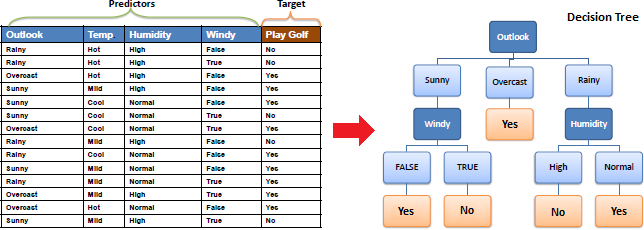 Predictors Target
Outlook Temp Humidity Windy Play Golf
Rainy Hot High False No
Rainy Hot High True No
Overcast Hot High False Yes
Sunny Mild High False Yes
Sunny Cool Normal False Yes
Sunny Cool Normal True No
Overcast Cool Normal True Yes
Rainy Mild High False No
Rainy Cool Normal False Yes
Sunny Mild Normal False Yes
Rainy Mild Normal True Yes
Overcast Mild High True Yes
Overcast Hot Normal False Yes
Sunny Mild High True No
Decision Tree
Outlook
Sunny Overcast Rainy
Windy Yes Humidity
FALSE TRUE High Normal
Yes No No Yes